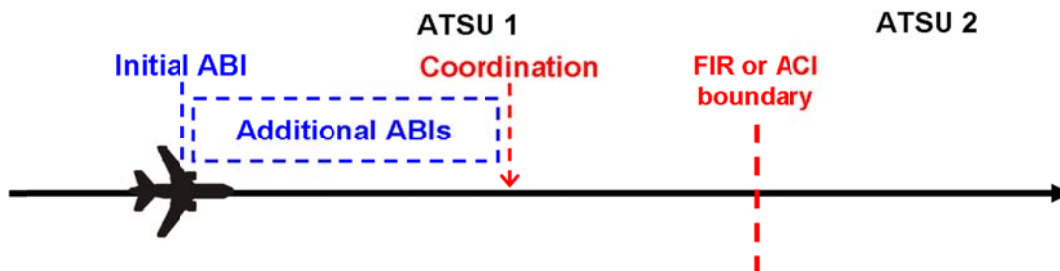 ATSU 1
ATSU 2
Initial ABI
Coordination
FIR or ACI
boundary
Additional ABIs